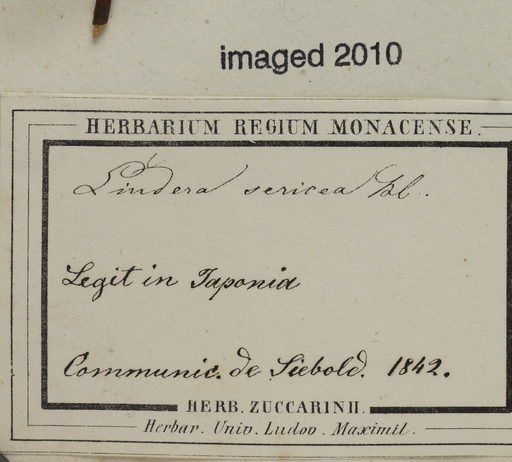 imaged 2010
HERBARIUM REGIUM MONACENSE.
Lindera sericea Bl.
Legit in Japonia
Communic. de Siebold. 1842.
HERB. ZUCCARINII.
Herbar. Univ. Ludov. Maximil.